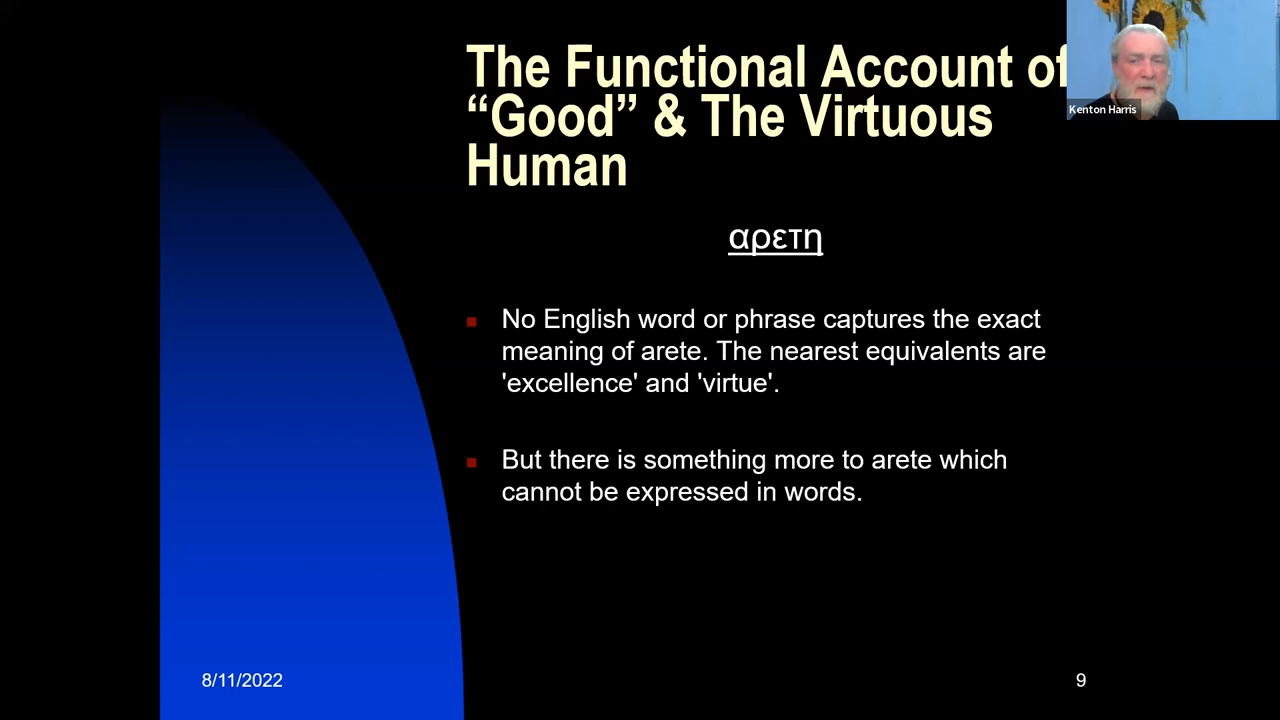 The Functional Account of
“Good” & The Virtuous
Human
Kenton Harris
αρετη
No English word or phrase captures the exact
meaning of arete. The nearest equivalents are
'excellence' and 'virtue'.
But there is something more to arete which
cannot be expressed in words.
8/11/2022
9